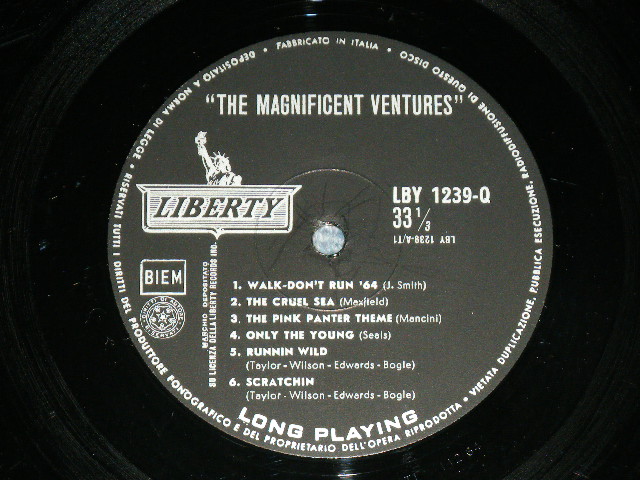 • FABBRICATO IN ITALIA •
DEPOSITATO A NORMA DI LEGGE • RISERVATI TUTTI I DIRITTI DEL PRODUTTORE FONOGRAFICO E DEL PROPRIETARIO DELL'OPERA RIPRODOTTA • VIETATA DUPLICAZIONE, PUBBLICA ESECUZIONE, RADIODIFFUSIONE DI QUESTO DISCO
"THE MAGNIFICENT VENTURES"
LIBERTY
LBY 1239-Q
33 1/3
LBY 1239-A/11
BIEM
MARCHIO DEPOSITATO
SU LICENZA DELLA LIBERTY RECORDS INC.
1. WALK-DON'T RUN '64 (J. Smith)
2. THE CRUEL SEA (Maxfield)
3. THE PINK PANTER THEME (Mancini)
4. ONLY THE YOUNG (Seals)
5. RUNNIN WILD
(Taylor - Wilson - Edwards - Bogle)
6. SCRATCHIN
(Taylor - Wilson - Edwards - Bogle)
LONG PLAYING